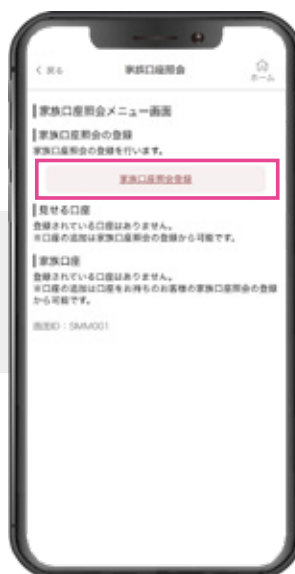 戻る
家族口座照会
ホーム
家族口座照会メニュー画面
家族口座照会の登録
家族口座照会の登録を行います。
家族口座照会登録
見せる口座
登録されている口座はありません。
※口座の追加は家族口座照会の登録から可能です。
家族口座
登録されている口座はありません。
※口座の追加は口座をお持ちのお客様の家族口座照会の登録
から可能です。
画面ID：SMM001